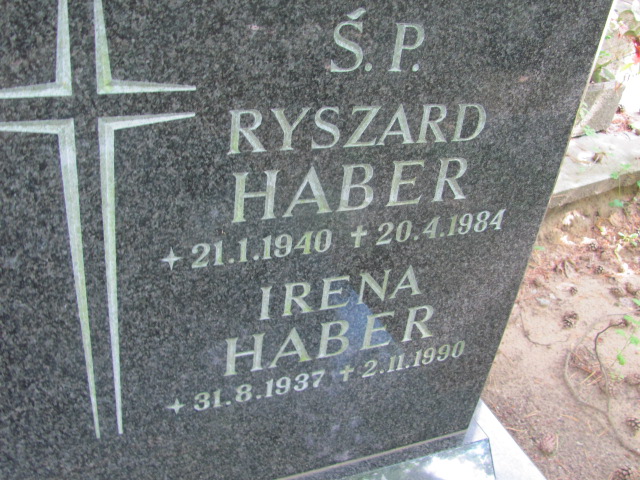 Ś.P.
RYSZARD
HABER
✦21.1.1940 ✝20.4.1984
IRENA
HABER
✦31.8.1937 ✝2.11.1990